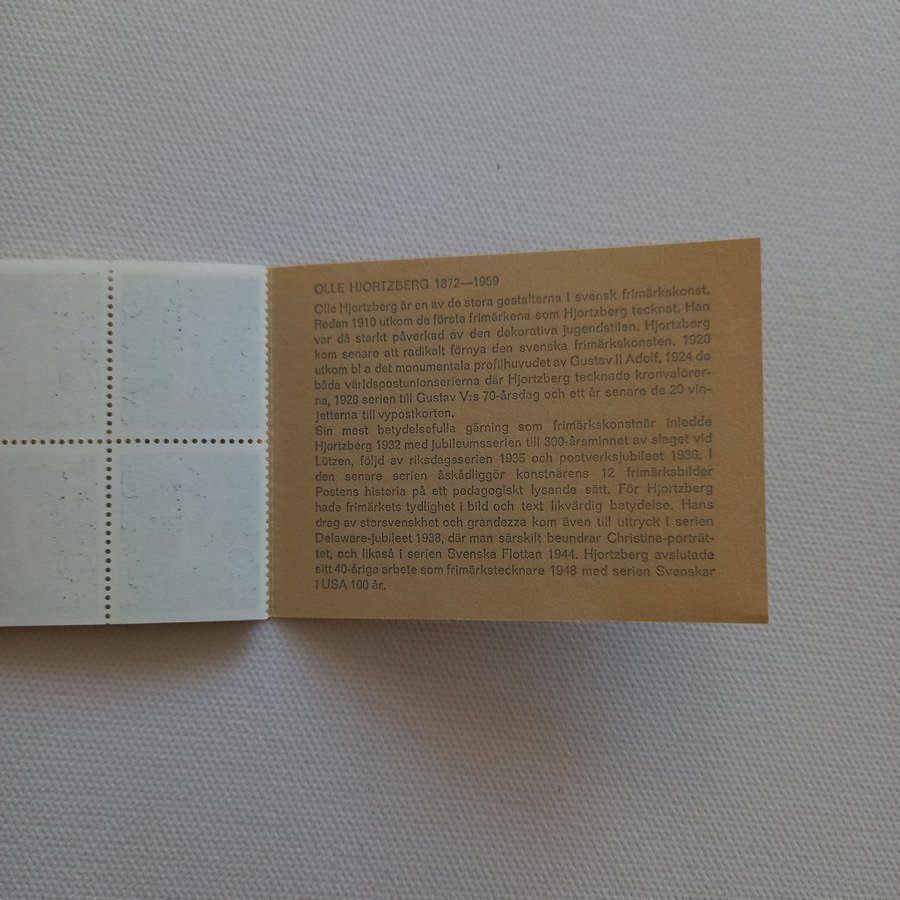 OLLE HJORTZBERG 1872—1959
Olle Hjortzberg är en av de stora gestalterna i svensk frimärkskonst.
Redan 1910 utkom de första frimärkena som Hjortzberg tecknat. Han
var då starkt påverkad av den dekorativa jugendstilen. Hjortzberg
kom senare att radikalt förnya den svenska frimärkskonsten. 1920
utkom bl a det monumentala profilhuvudet av Gustav II Adolf, 1924 de
båda världspostunionserierna där Hjortzberg tecknade kronvalörer-
na, 1928 serien till Gustav V:s 70-årsdag och ett år senare de 20 vin-
jetterna till vypostkorten.
Sin mest betydelsefulla gärning som frimärkskonstnär inledde
Hjortzberg 1932 med jubileumsserien till 300-årsminnet av slaget vid
Lützen, följd av riksdagsserien 1935 och postverksjubileet 1936. I
den senare serien åskådliggör konstnärens 12 frimärksbilder
Postens historia på ett pedagogiskt lysande sätt. För Hjortzberg
hade frimärkets tydlighet i bild och text likvärdig betydelse. Hans
drag av storsvenskhet och grandezza kom även till uttryck i serien
Delaware-jubileet 1938, där man särskilt beundrar Christina-porträt-
tet, och likaså i serien Svenska Flottan 1944. Hjortzberg avslutade
sitt 40-åriga arbete som frimärkstecknare 1948 med serien Svenskar
i USA 100 år.